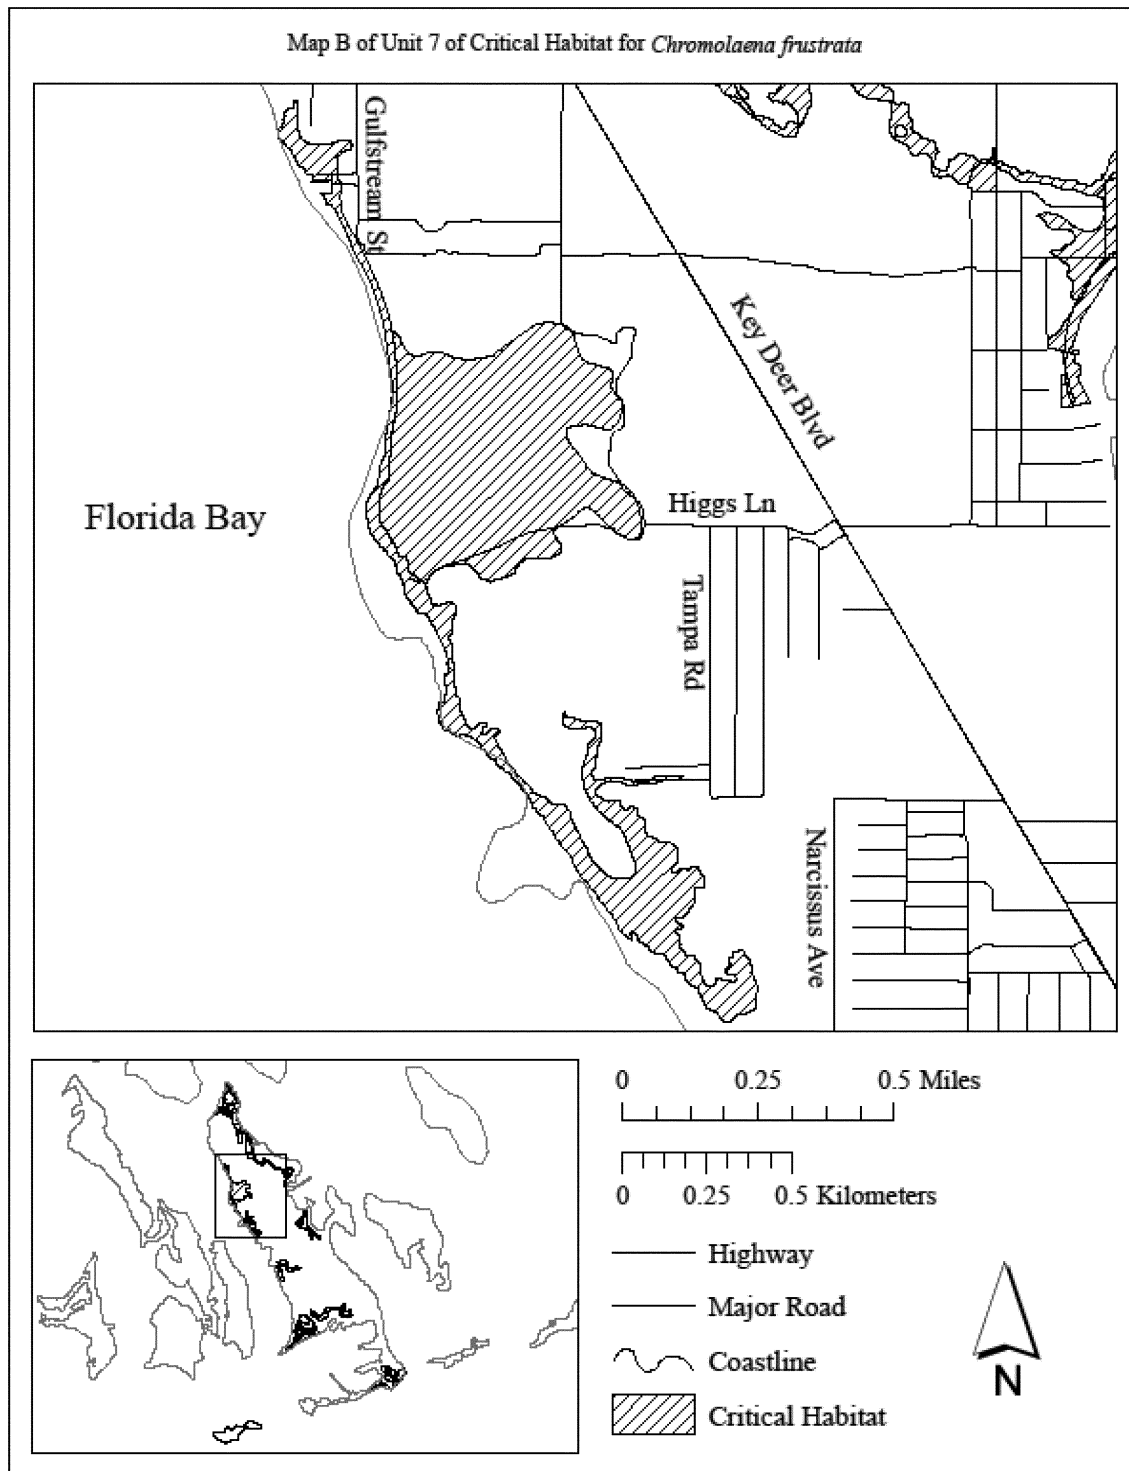 Map B of Unit 7 of Critical Habitat for Chromolaena frustrata
Gulfstream St
Key Deer Blvd
Florida Bay
Higgs Ln
Tampa Rd
Narcissus Ave
0 0.25 0.5 Miles
0 0.25 0.5 Kilometers
Highway
Major Road
Coastline
Critical Habitat
N